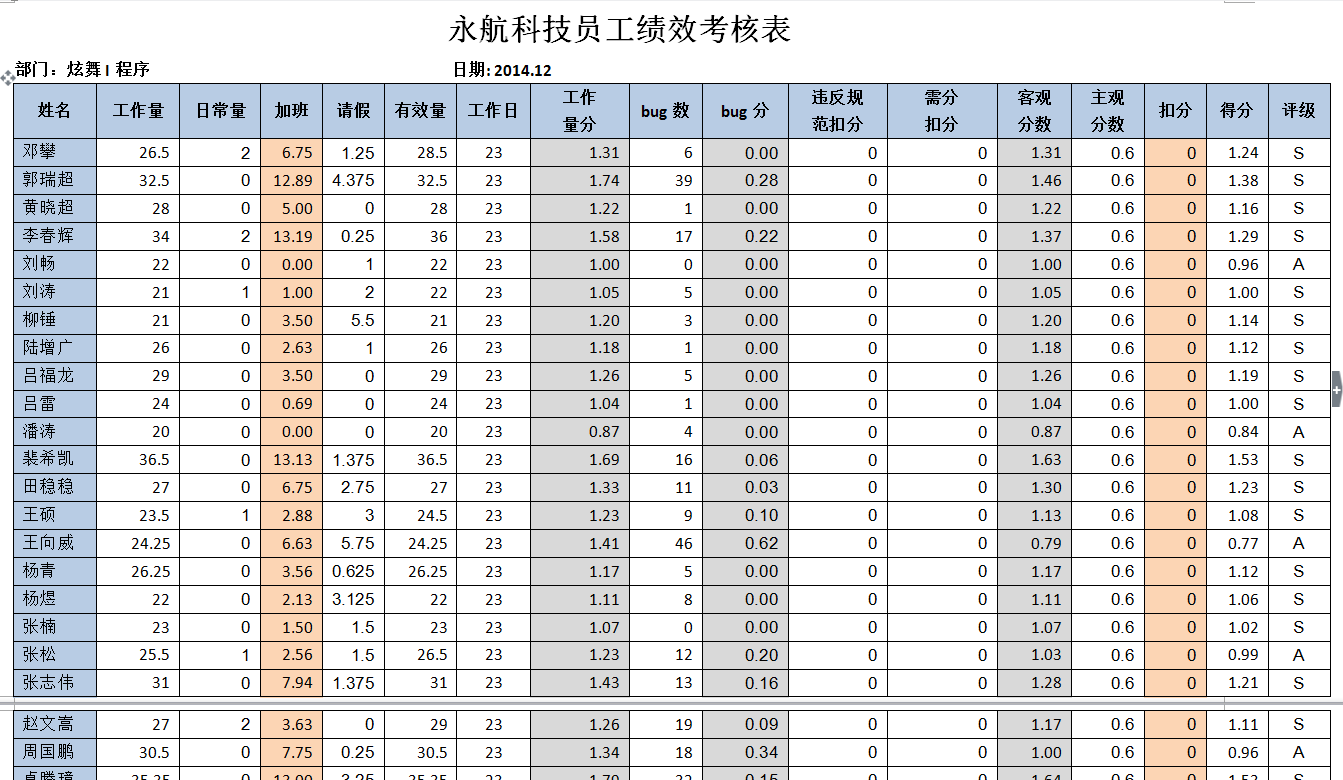 永航科技员工绩效考核表
部门：炫舞 I 程序 日期: 2014.12
姓名 工作量 日常量 加班 请假 有效量 工作日 工作量分 bug 数 bug 分 违反规范扣分 需分扣分 客观分数 主观分数 扣分 得分 评级
邓攀 26.5 2 6.75 1.25 28.5 23 1.31 6 0.00 0 0 1.31 0.6 0 1.24 S
郭瑞超 32.5 0 12.89 4.375 32.5 23 1.74 39 0.28 0 0 1.46 0.6 0 1.38 S
黄晓超 28 0 5.00 0 28 23 1.22 1 0.00 0 0 1.22 0.6 0 1.16 S
李春辉 34 2 13.19 0.25 36 23 1.58 17 0.22 0 0 1.37 0.6 0 1.29 S
刘畅 22 0 0.00 1 22 23 1.00 0 0.00 0 0 1.00 0.6 0 0.96 A
刘涛 21 1 1.00 2 22 23 1.05 5 0.00 0 0 1.05 0.6 0 1.00 S
柳锤 21 0 3.50 5.5 21 23 1.20 3 0.00 0 0 1.20 0.6 0 1.14 S
陆增广 26 0 2.63 1 26 23 1.18 1 0.00 0 0 1.18 0.6 0 1.12 S
吕福龙 29 0 3.50 0 29 23 1.26 5 0.00 0 0 1.26 0.6 0 1.19 S
吕雷 24 0 0.69 0 24 23 1.04 1 0.00 0 0 1.04 0.6 0 1.00 S
潘涛 20 0 0.00 0 20 23 0.87 4 0.00 0 0 0.87 0.6 0 0.84 A
裴希凯 36.5 0 13.13 1.375 36.5 23 1.69 16 0.06 0 0 1.63 0.6 0 1.53 S
田稳稳 27 0 6.75 2.75 27 23 1.33 11 0.03 0 0 1.30 0.6 0 1.23 S
王硕 23.5 1 2.88 3 24.5 23 1.23 9 0.10 0 0 1.13 0.6 0 1.08 S
王向威 24.25 0 6.63 5.75 24.25 23 1.41 46 0.62 0 0 0.79 0.6 0 0.77 A
杨青 26.25 0 3.56 0.625 26.25 23 1.17 5 0.00 0 0 1.17 0.6 0 1.12 S
杨煜 22 0 2.13 3.125 22 23 1.11 8 0.00 0 0 1.11 0.6 0 1.06 S
张楠 23 0 1.50 1.5 23 23 1.07 0 0.00 0 0 1.07 0.6 0 1.02 S
张松 25.5 1 2.56 1.5 26.5 23 1.23 12 0.20 0 0 1.03 0.6 0 0.99 A
张志伟 31 0 7.94 1.375 31 23 1.43 13 0.16 0 0 1.28 0.6 0 1.21 S
赵文嵩 27 2 3.63 0 29 23 1.26 19 0.09 0 0 1.17 0.6 0 1.11 S
周国鹏 30.5 0 7.75 0.25 30.5 23 1.34 18 0.34 0 0 1.00 0.6 0 0.96 A